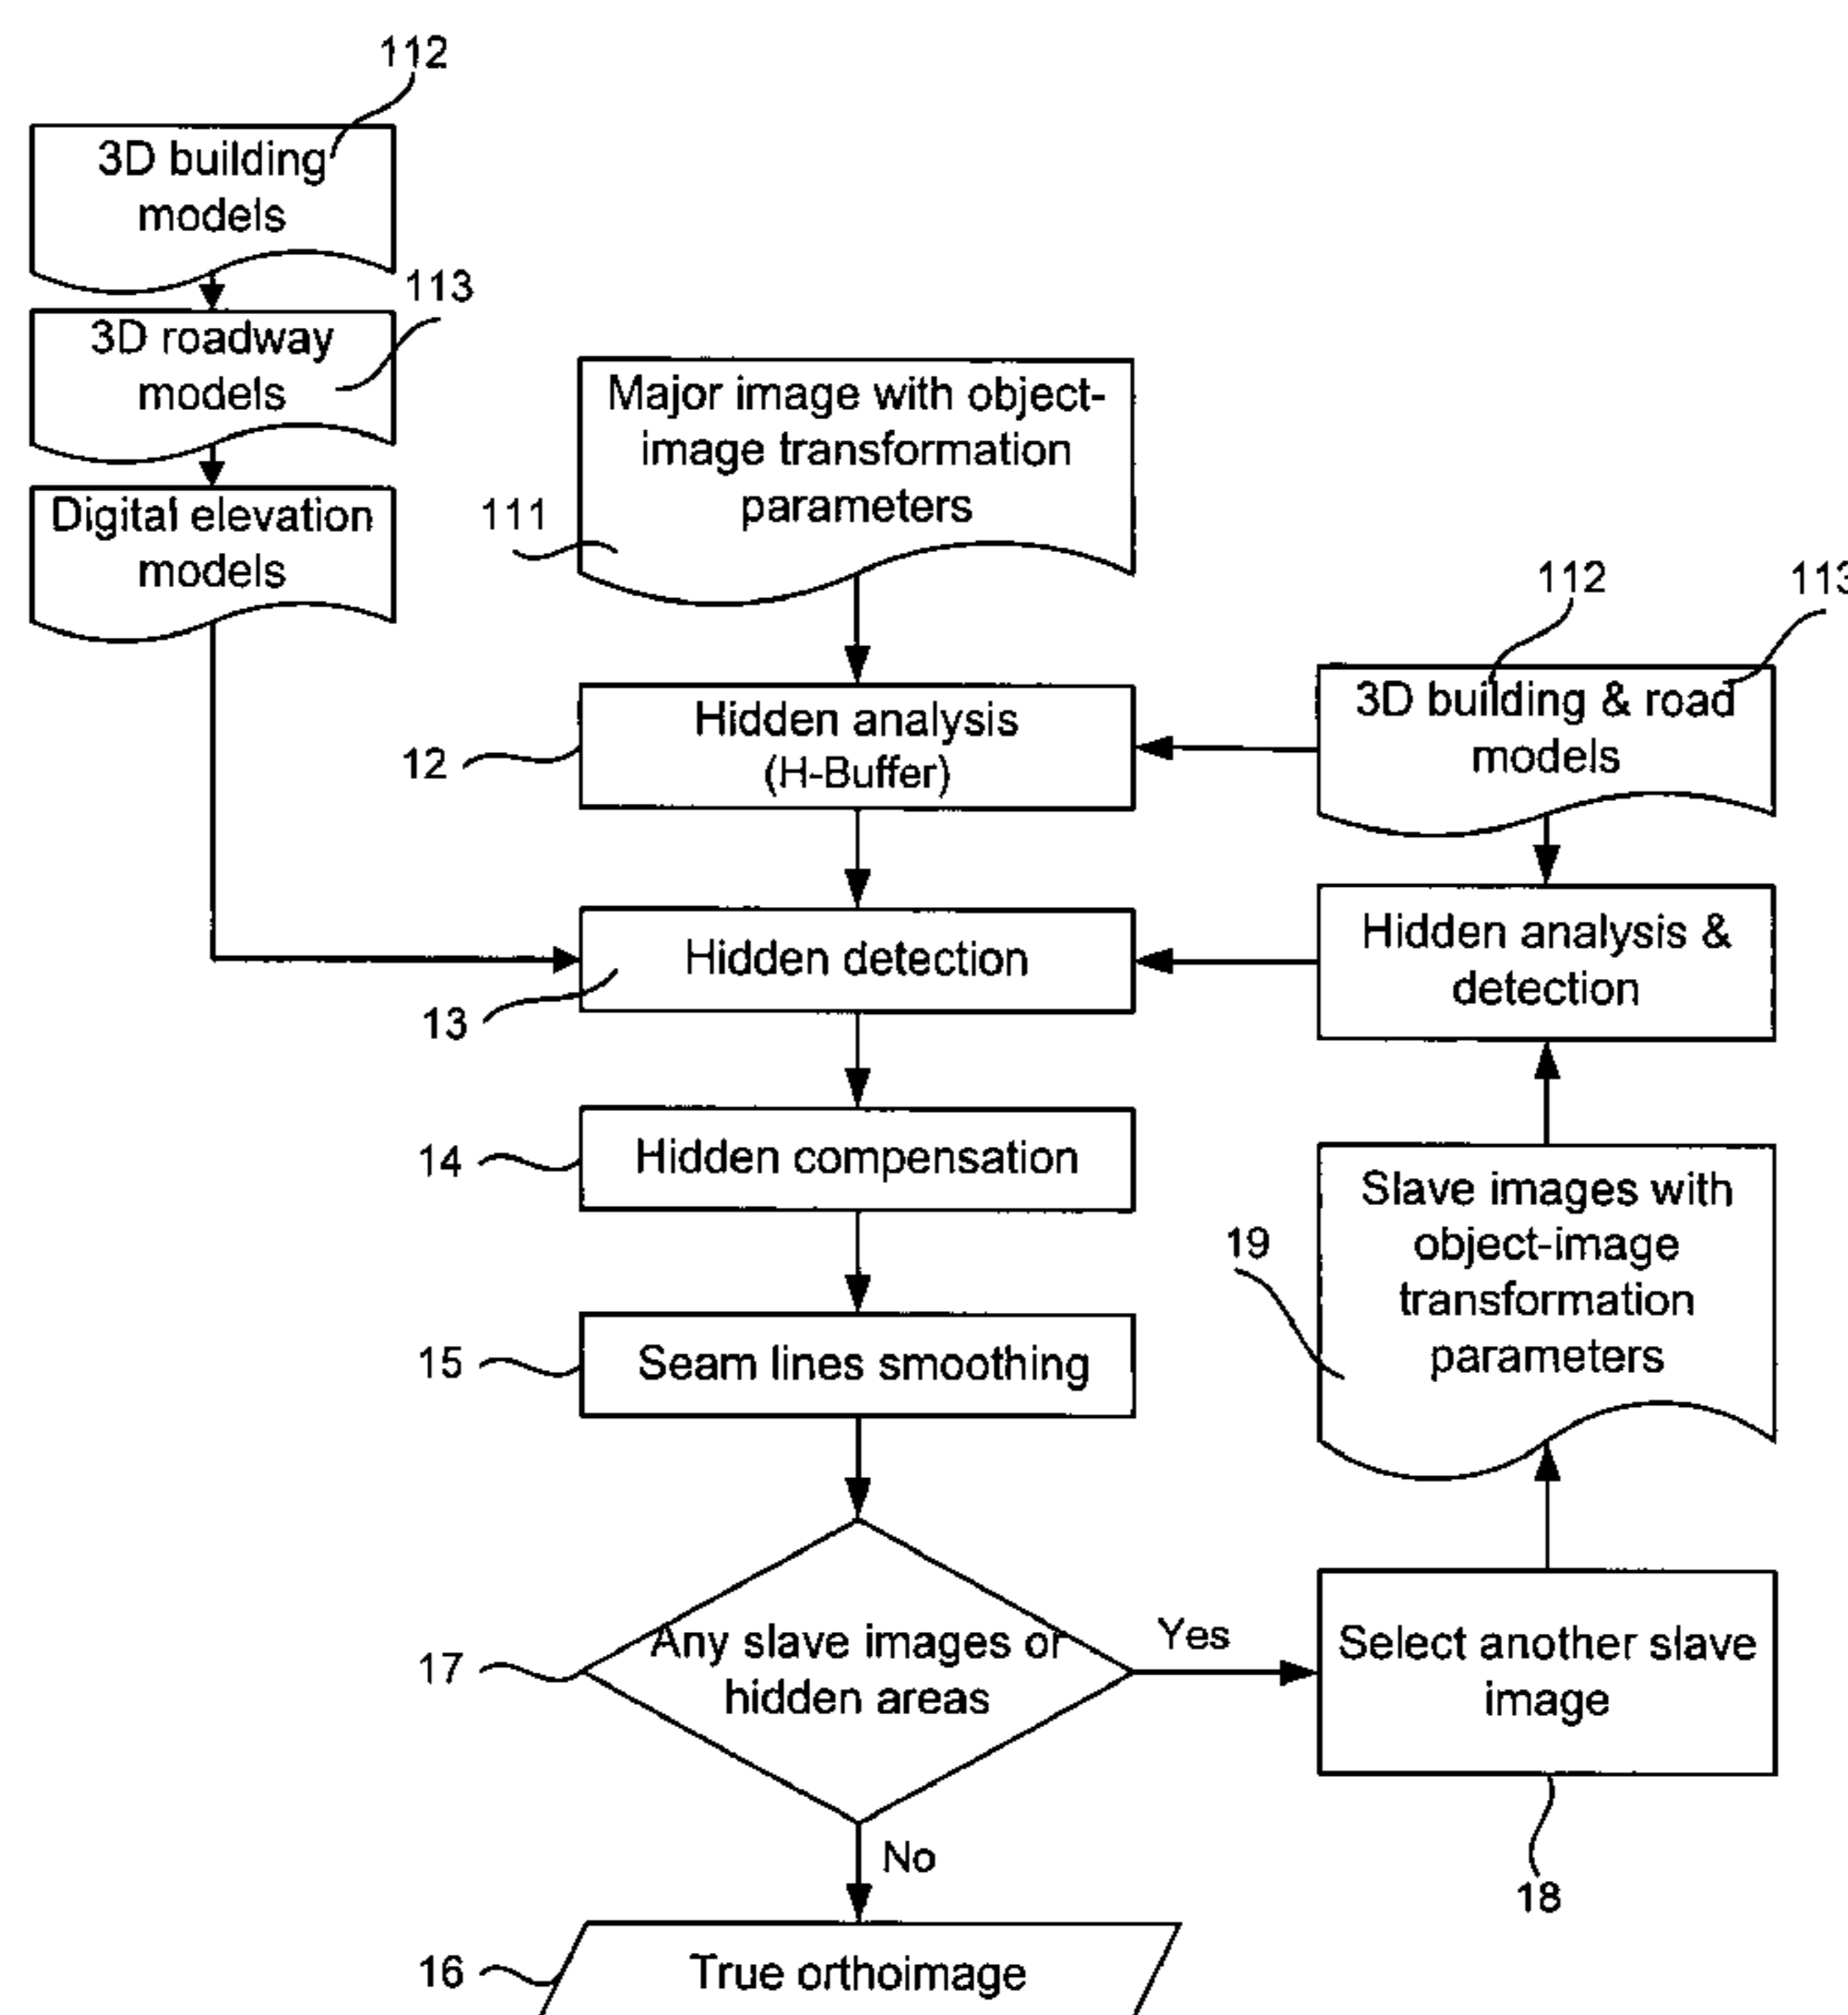 112
3D building
models
113
3D roadway
models
Digital elevation
models
Major image with object-
image transformation
parameters
111
112
113
3D building & road
models
Hidden analysis
(H-Buffer)
12
Hidden detection
13
Hidden analysis &
detection
Hidden compensation
14
Slave images with
object-image
transformation
parameters
19
Seam lines smoothing
15
Any slave images or
hidden areas
17
Yes
Select another slave
image
18
No
True orthoimage
16